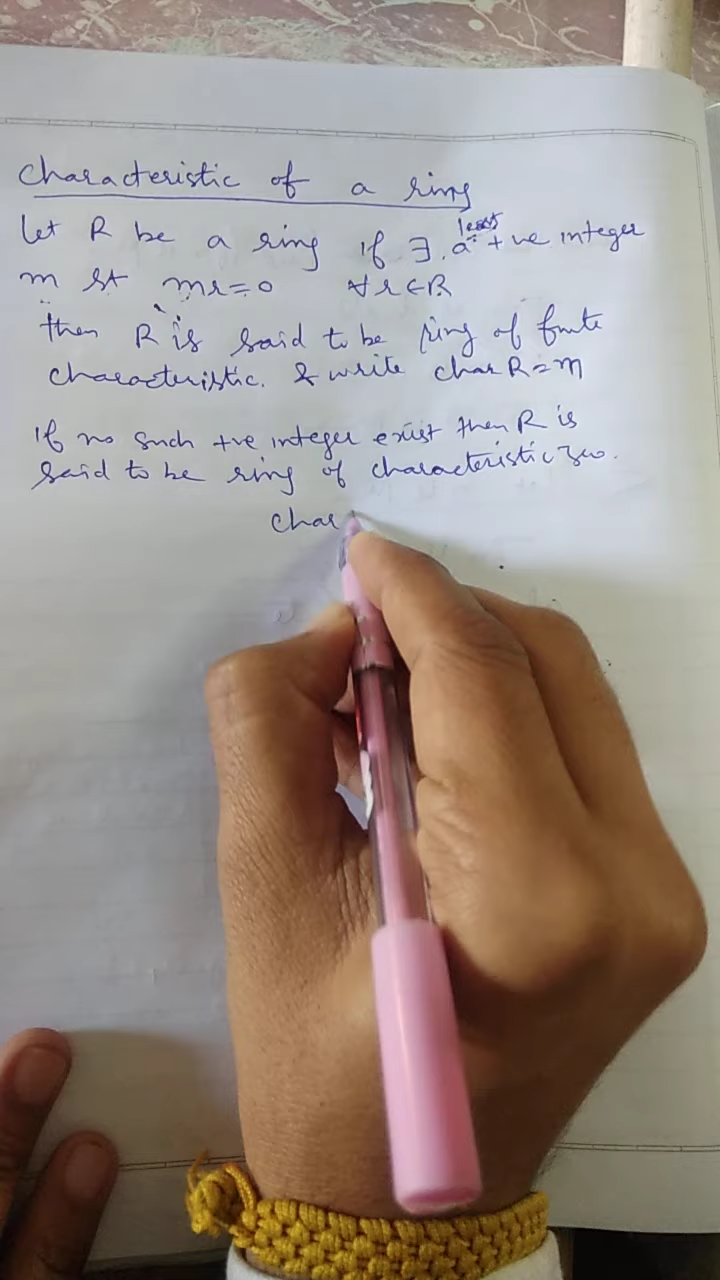 Characteristic of a ring
Let R be a ring if ∃. a least +ve integer
m st mr=0 ∀r∈R
then R is said to be ring of finite
characteristic. & write char R=m
If no such +ve integer exist then R is
said to be ring of characteristic zero.
Char